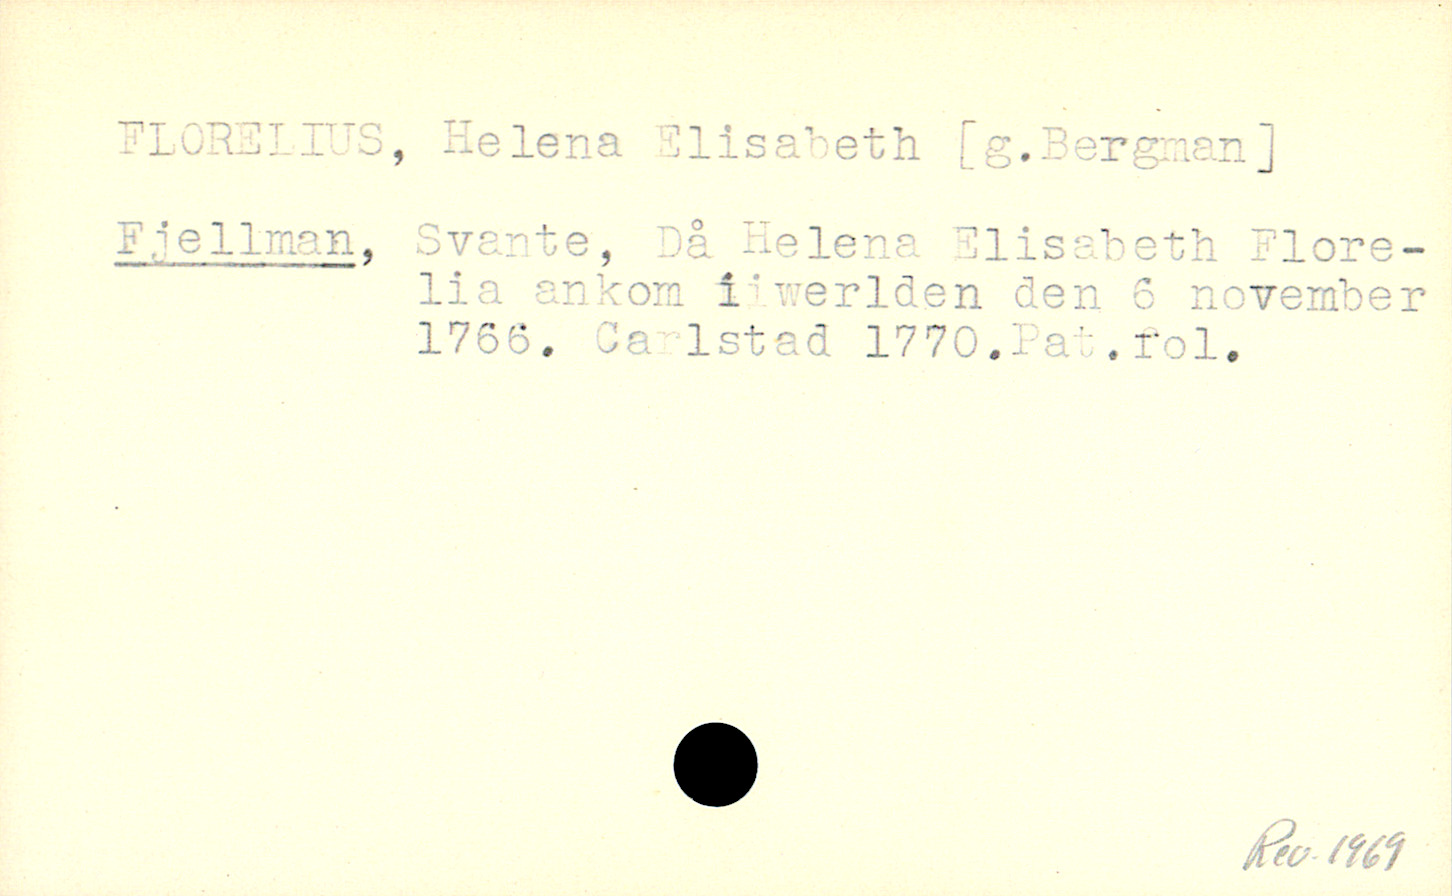 FLORELIUS, Helena Elisabeth [g.Bergman]
Fjellman, Svante, Då Helena Elisabeth Flore-
lia ankom i werlden den 6 november
1766. Carlstad 1770.Pat.fol.
Rev. 1969